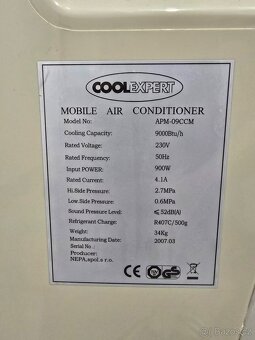 COOLEXPERT
MOBILE AIR CONDITIONER
Model No: APM-09CCM
Cooling Capacity: 9000Btu/h
Rated Voltage: 230V
Rated Frequency: 50Hz
Input POWER: 900W
Rated Current: 4.1A
Hi.Side Pressure: 2.7MPa
Low.Side Pressure: 0.6MPa
Sound Pressure Level: ≤ 52dB(A)
Refrigerant Charge: R407C/500g
Weight: 34Kg
Manufacturing Date: 2007.03
Serial No.:
Producer:
NEPA,spol.s r.o.
CE
GS